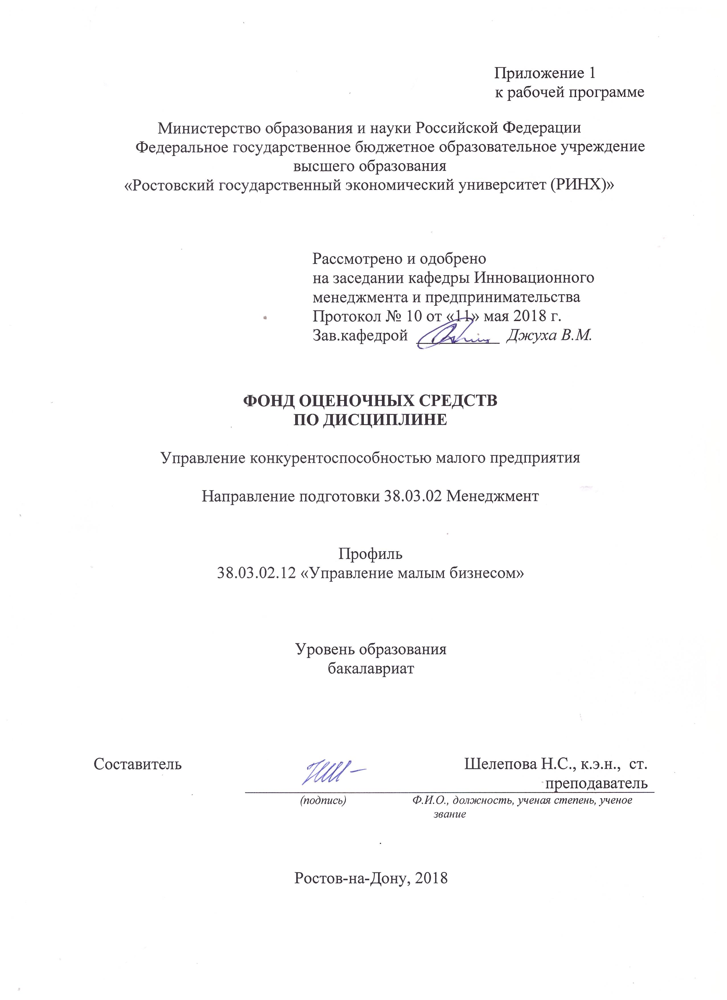 Приложение 1
к рабочей программе
Министерство образования и науки Российской Федерации
Федеральное государственное бюджетное образовательное учреждение
высшего образования
«Ростовский государственный экономический университет (РИНХ)»
Рассмотрено и одобрено
на заседании кафедры Инновационного
менеджмента и предпринимательства
Протокол № 10 от «11» мая 2018 г.
Зав.кафедрой __________ Джуха В.М.
ФОНД ОЦЕНОЧНЫХ СРЕДСТВ
ПО ДИСЦИПЛИНЕ
Управление конкурентоспособностью малого предприятия
Направление подготовки 38.03.02 Менеджмент
Профиль
38.03.02.12 «Управление малым бизнесом»
Уровень образования
бакалавриат
Составитель Шелепова Н.С., к.э.н., ст.
преподаватель
(подпись) Ф.И.О., должность, ученая степень, ученое
звание
Ростов-на-Дону, 2018